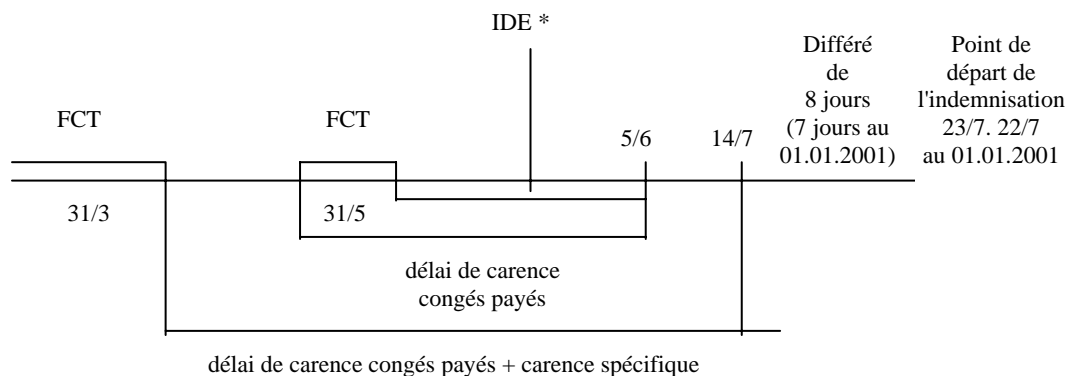 IDE *
Différé
de
8 jours
(7 jours au
01.01.2001)
Point de
départ de
l'indemnisation
23/7. 22/7
au 01.01.2001
FCT
FCT
5/6
14/7
31/3
31/5
délai de carence
congés payés
délai de carence congés payés + carence spécifique